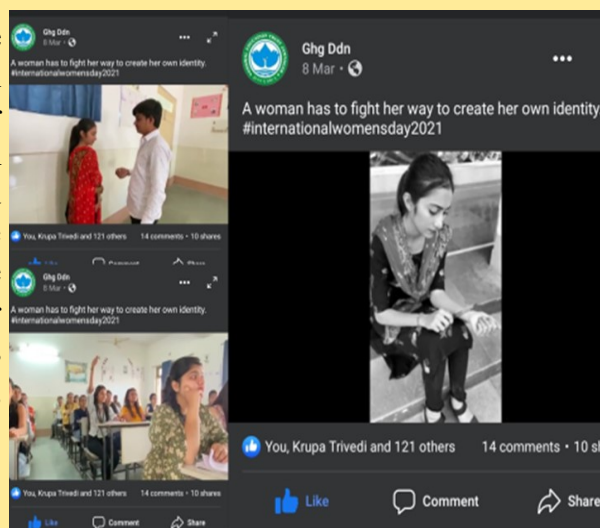 Ghg Ddn
8 Mar
A woman has to fight her way to create her own identity.
#internationalwomensday2021
You, Krupa Trivedi and 121 others 14 comments • 10 shares
Like Comment Share
Ghg Ddn
8 Mar
A woman has to fight her way to create her own identity.
#internationalwomensday2021
You, Krupa Trivedi and 121 others 14 comments • 10 shares
Like Comment Share
Ghg Ddn
8 Mar
A woman has to fight her way to create her own identity.
#internationalwomensday2021
You, Krupa Trivedi and 121 others 14 comments • 10 sh
Like Comment Share